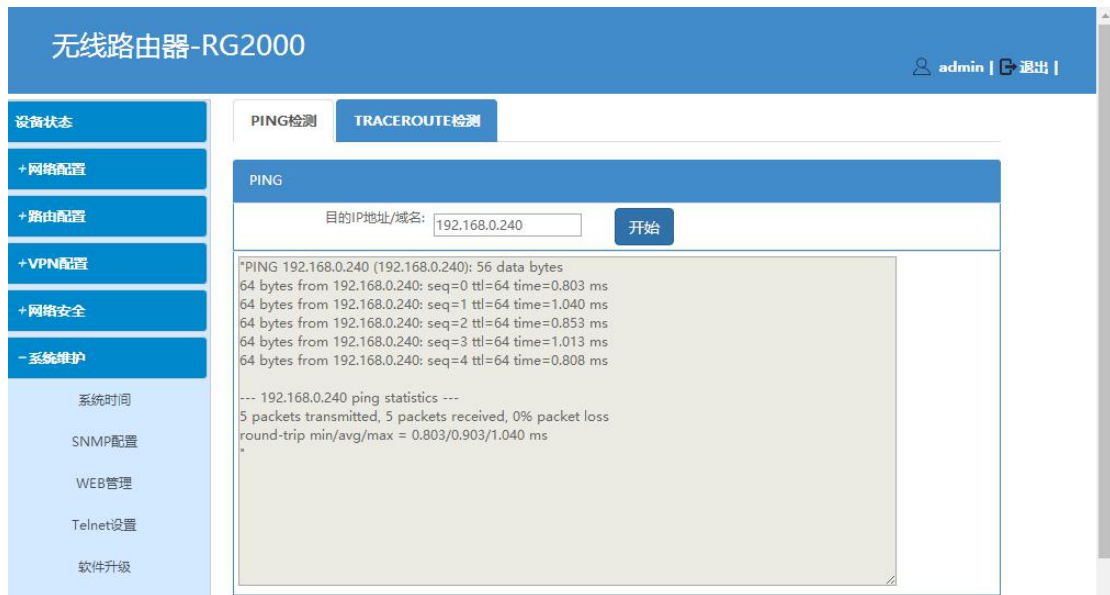 无线路由器-RG2000
admin | 退出 |
设备状态
+网络配置
+路由配置
+VPN配置
+网络安全
-系统维护
系统时间
SNMP配置
WEB管理
Telnet设置
软件升级
PING检测
TRACEROUTE检测
PING
目的IP地址/域名: 192.168.0.240 开始
"PING 192.168.0.240 (192.168.0.240): 56 data bytes
64 bytes from 192.168.0.240: seq=0 ttl=64 time=0.803 ms
64 bytes from 192.168.0.240: seq=1 ttl=64 time=1.040 ms
64 bytes from 192.168.0.240: seq=2 ttl=64 time=0.853 ms
64 bytes from 192.168.0.240: seq=3 ttl=64 time=1.013 ms
64 bytes from 192.168.0.240: seq=4 ttl=64 time=0.808 ms
--- 192.168.0.240 ping statistics ---
5 packets transmitted, 5 packets received, 0% packet loss
round-trip min/avg/max = 0.803/0.903/1.040 ms
"